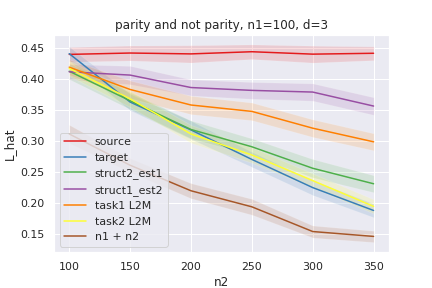 parity and not parity, n1=100, d=3
L_hat
0.45
0.40
0.35
0.30
0.25
0.20
0.15
source
target
struct2_est1
struct1_est2
task1 L2M
task2 L2M
n1 + n2
100
150
200
250
300
350
n2